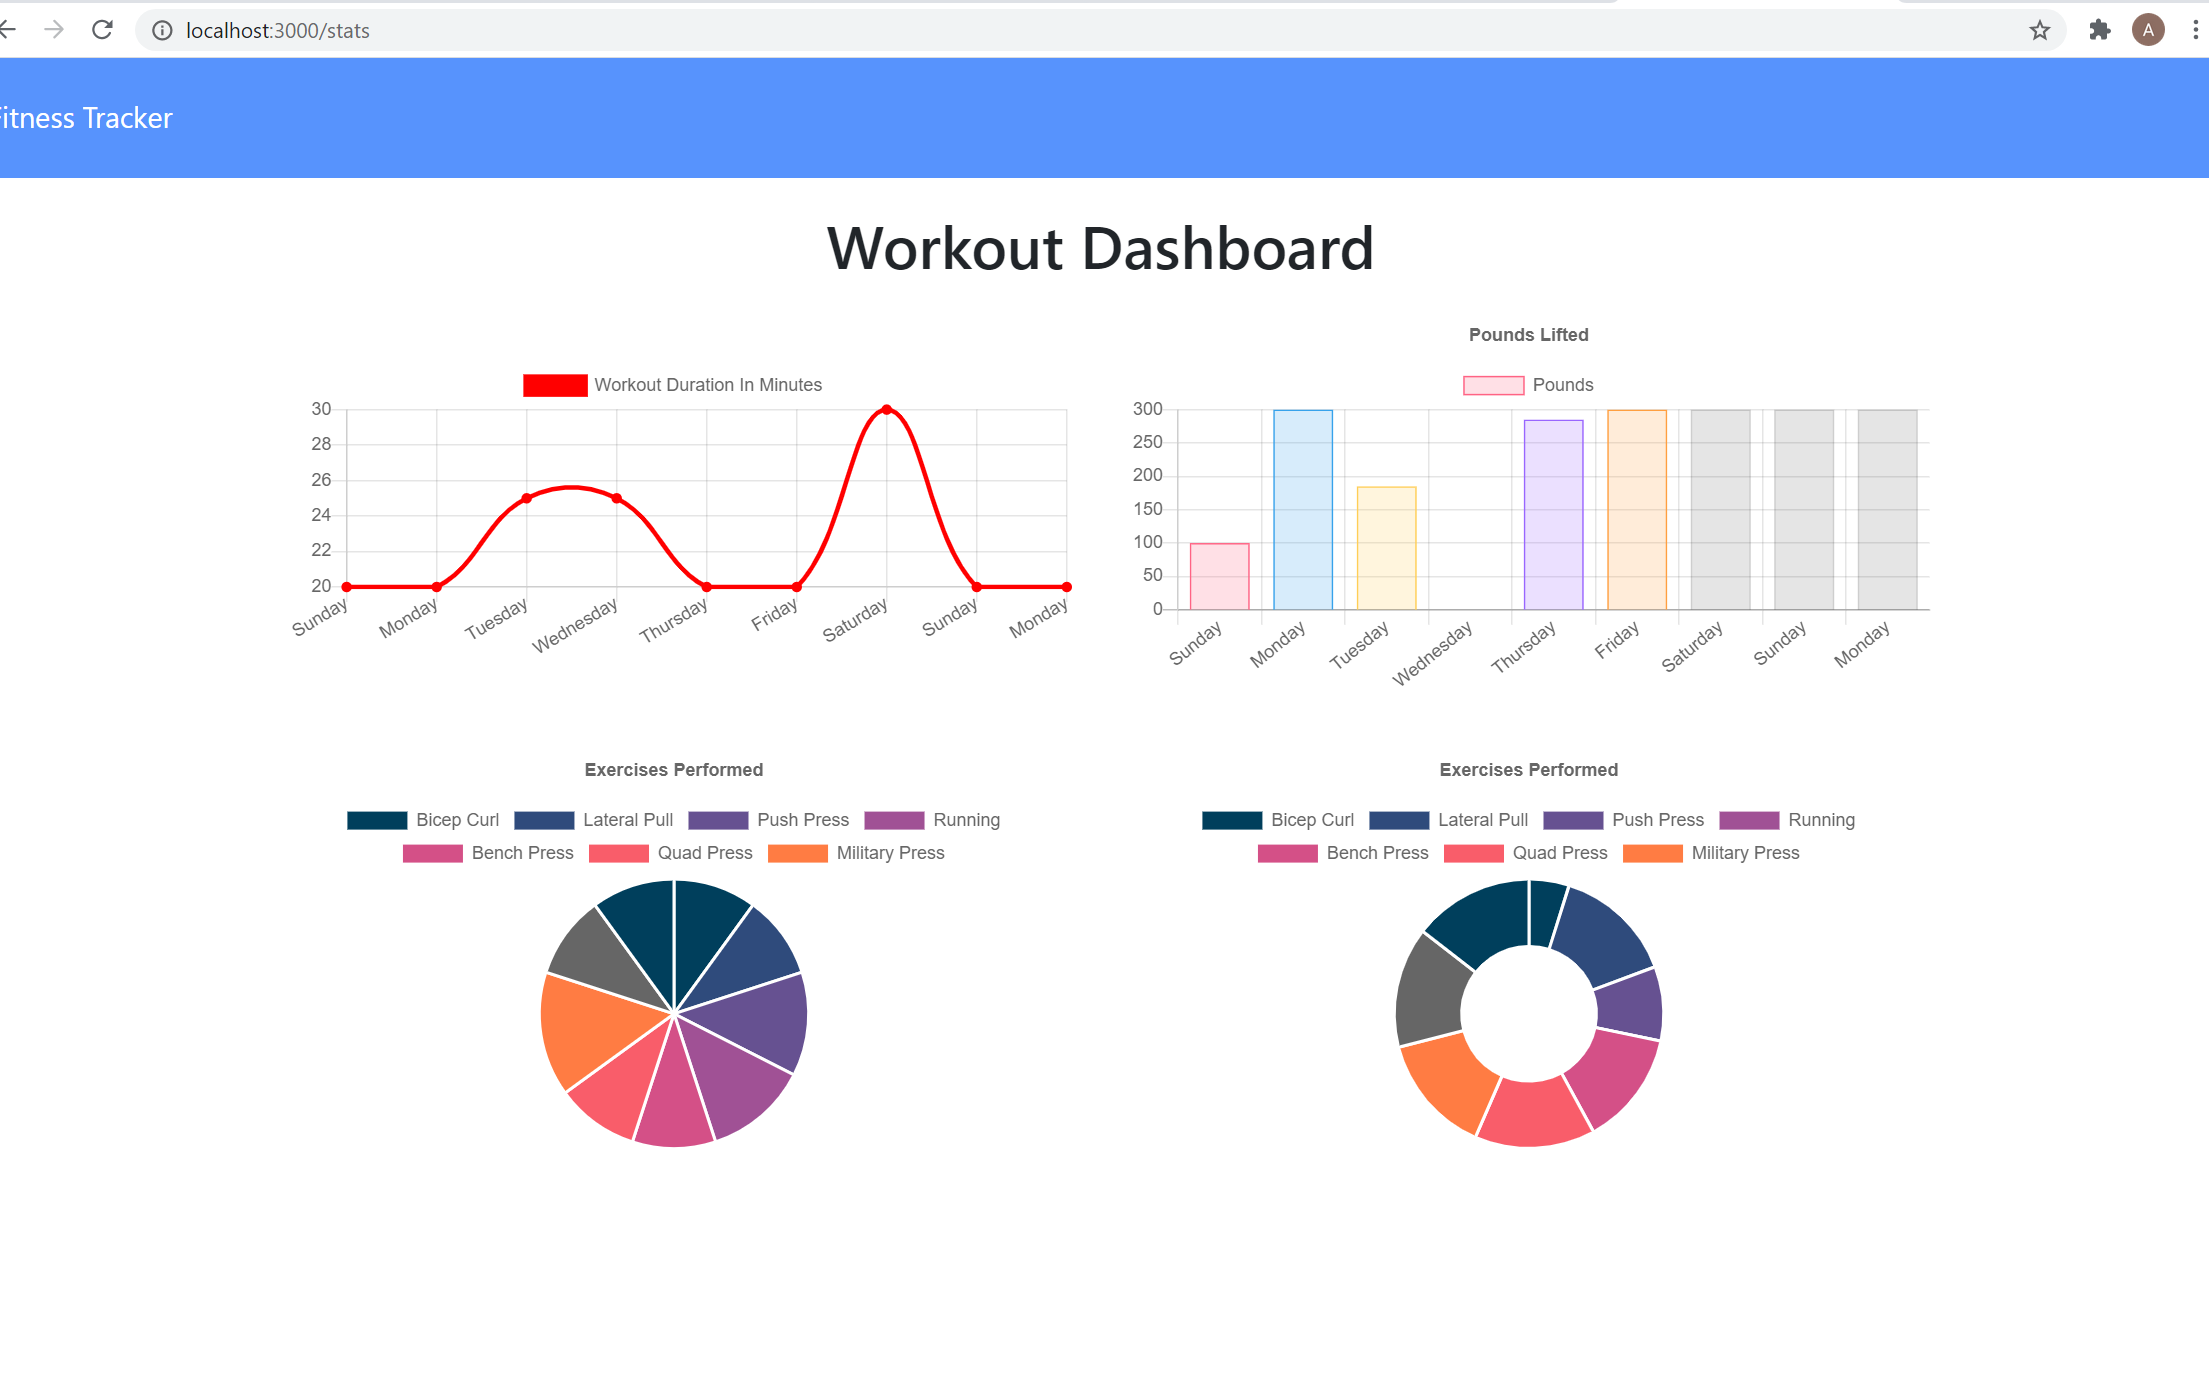 localhost:3000/stats
A
Fitness Tracker
Workout Dashboard
Workout Duration In Minutes
30
28
26
24
22
20
Sunday Monday Tuesday Wednesday Thursday Friday Saturday Sunday Monday
Pounds Lifted
Pounds
300
250
200
150
100
50
0
Sunday Monday Tuesday Wednesday Thursday Friday Saturday Sunday Monday
Exercises Performed
Bicep Curl Lateral Pull Push Press Running
Bench Press Quad Press Military Press
Exercises Performed
Bicep Curl Lateral Pull Push Press Running
Bench Press Quad Press Military Press